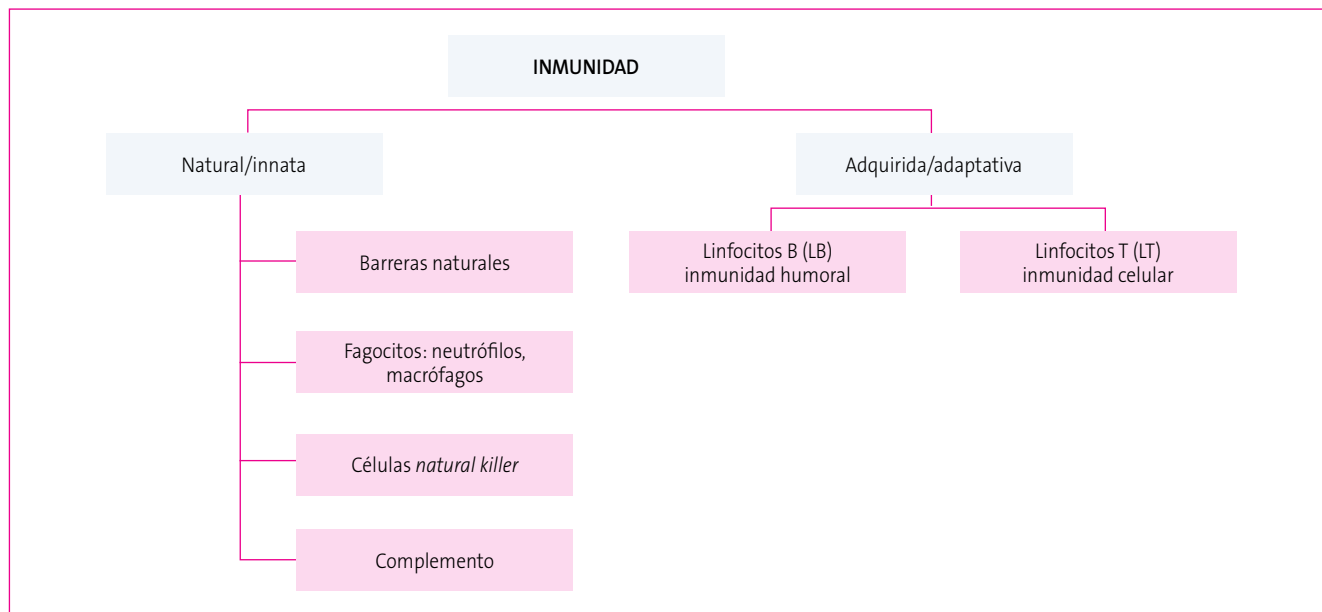 INMUNIDAD
Natural/innata
Adquirida/adaptativa
Barreras naturales
Fagocitos: neutrófilos,
macrófagos
Células natural killer
Complemento
Linfocitos B (LB)
inmunidad humoral
Linfocitos T (LT)
inmunidad celular